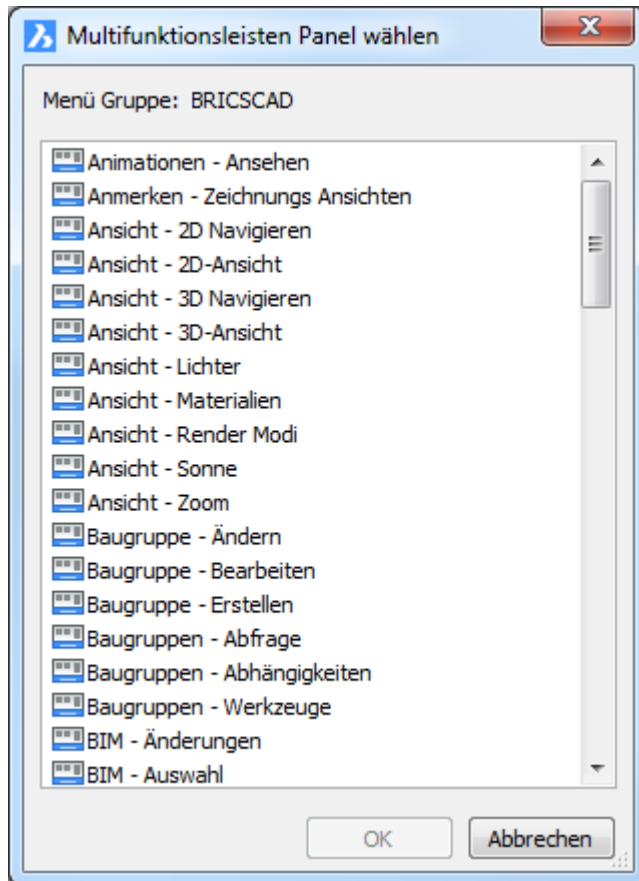 Multifunktionsleisten Panel wählen
Menü Gruppe: BRICSCAD
Animationen - Ansehen
Anmerken - Zeichnungs Ansichten
Ansicht - 2D Navigieren
Ansicht - 2D-Ansicht
Ansicht - 3D Navigieren
Ansicht - 3D-Ansicht
Ansicht - Lichter
Ansicht - Materialien
Ansicht - Render Modi
Ansicht - Sonne
Ansicht - Zoom
Baugruppe - Ändern
Baugruppe - Bearbeiten
Baugruppe - Erstellen
Baugruppen - Abfrage
Baugruppen - Abhängigkeiten
Baugruppen - Werkzeuge
BIM - Änderungen
BIM - Auswahl
OK Abbrechen